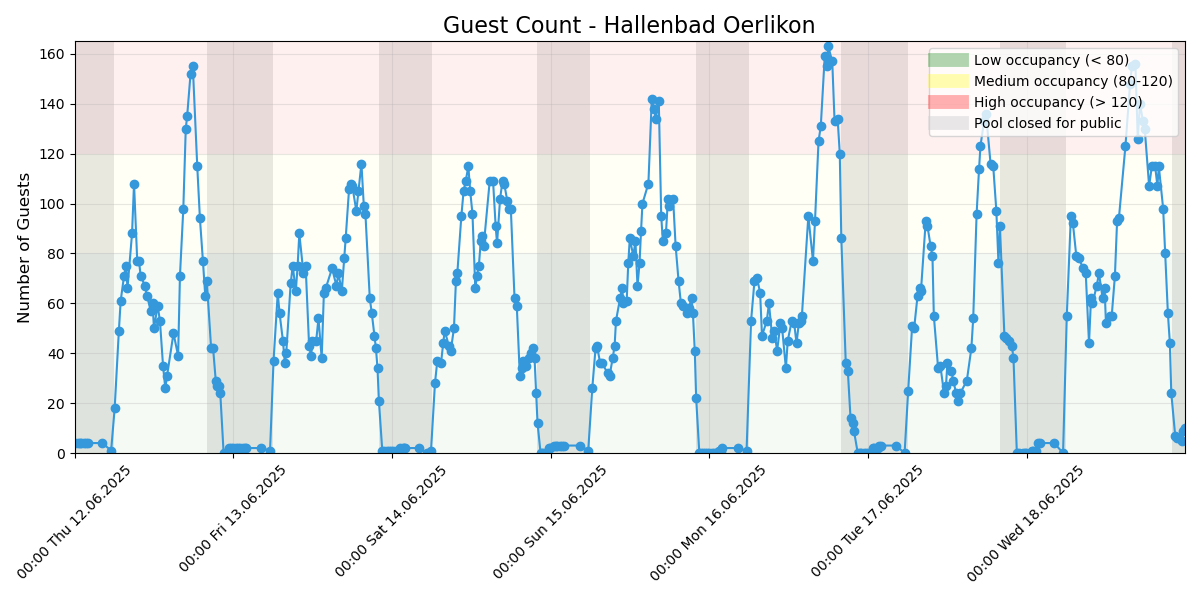 Guest Count - Hallenbad Oerlikon
Number of Guests
160
140
120
100
80
60
40
20
0
Low occupancy (< 80)
Medium occupancy (80-120)
High occupancy (> 120)
Pool closed for public
00:00 Thu 12.06.2025
00:00 Fri 13.06.2025
00:00 Sat 14.06.2025
00:00 Sun 15.06.2025
00:00 Mon 16.06.2025
00:00 Tue 17.06.2025
00:00 Wed 18.06.2025